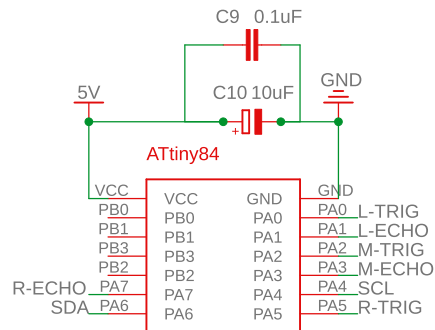 C9 0.1uF
GND
5V
C10 10uF
+
ATtiny84
VCC VCC GND GND
PB0 PB0 PA0 PA0 L-TRIG
PB1 PB1 PA1 PA1 L-ECHO
PB3 PB3 PA2 PA2 M-TRIG
PB2 PB2 PA3 PA3 M-ECHO
R-ECHO PA7 PA7 PA4 PA4 SCL
SDA PA6 PA6 PA5 PA5 R-TRIG